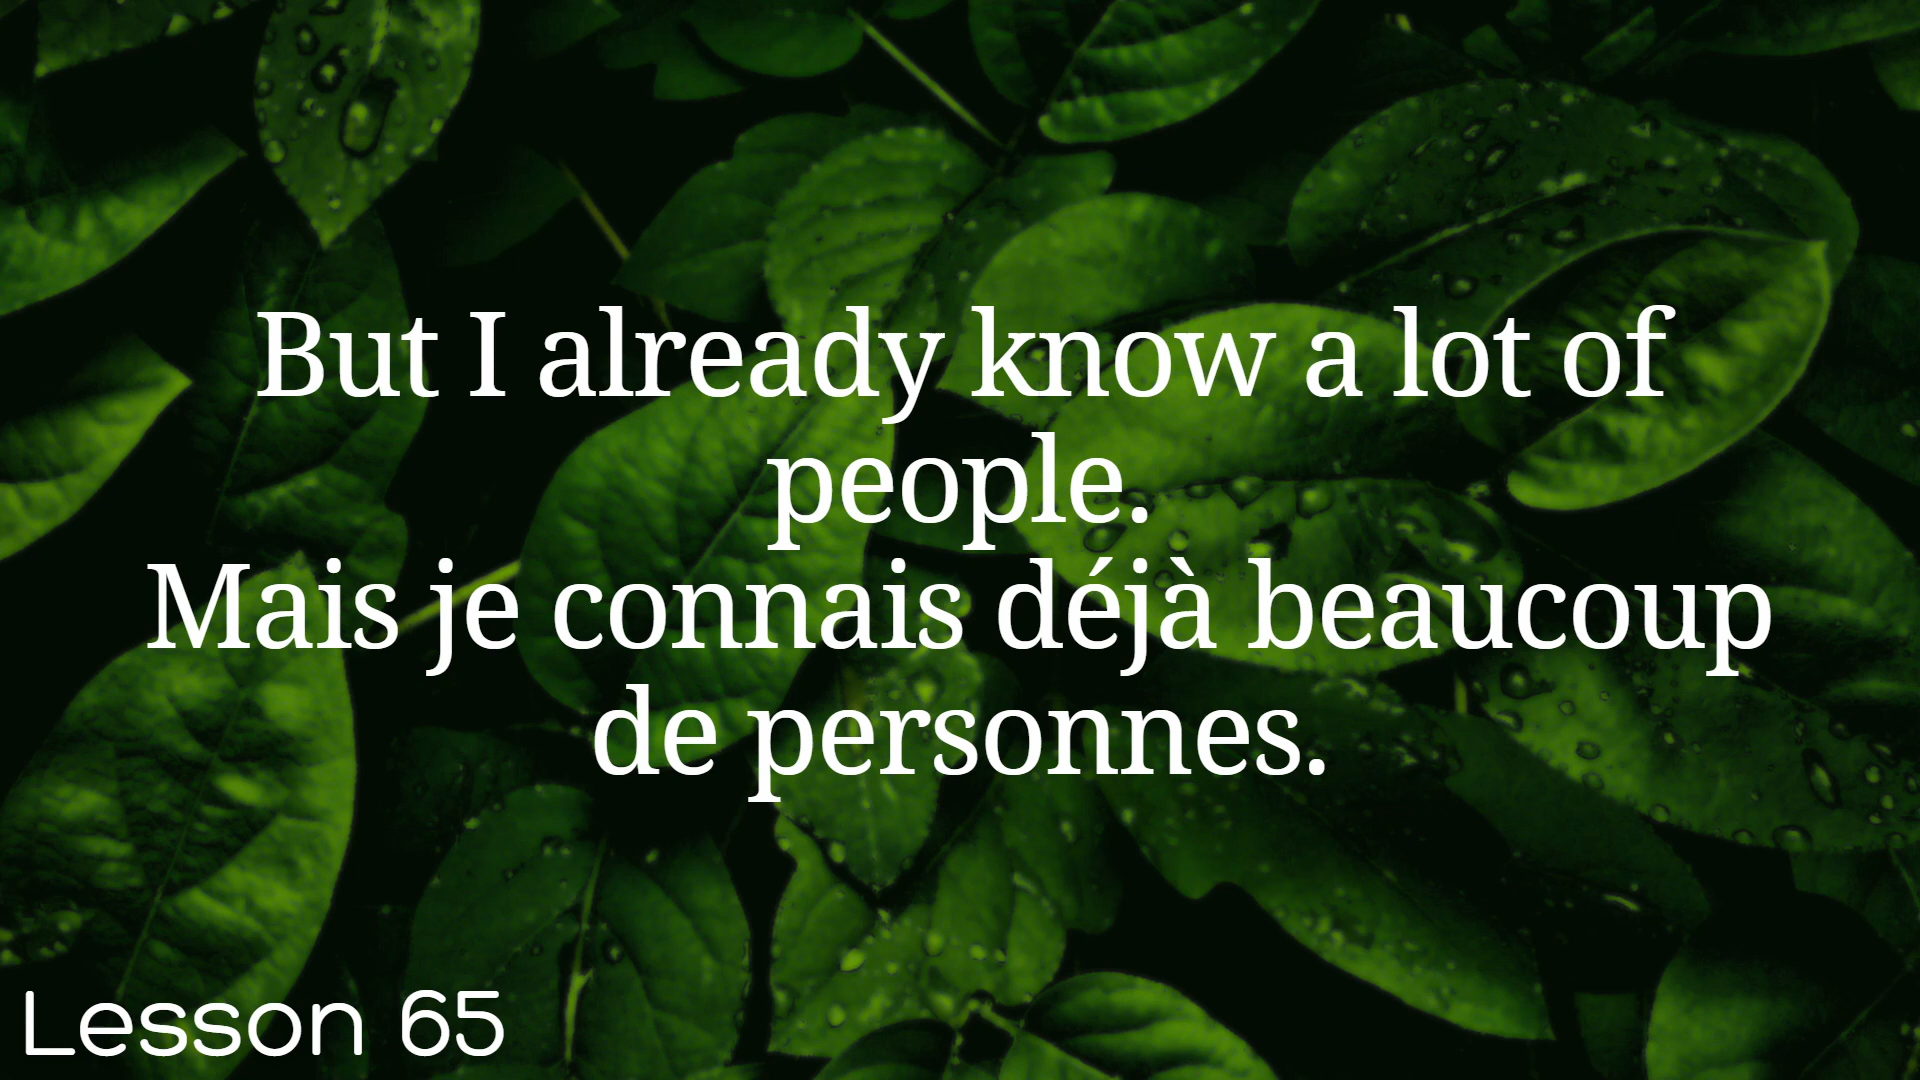 But I already know a lot of
people.
Mais je connais déjà beaucoup
de personnes.
Lesson 65